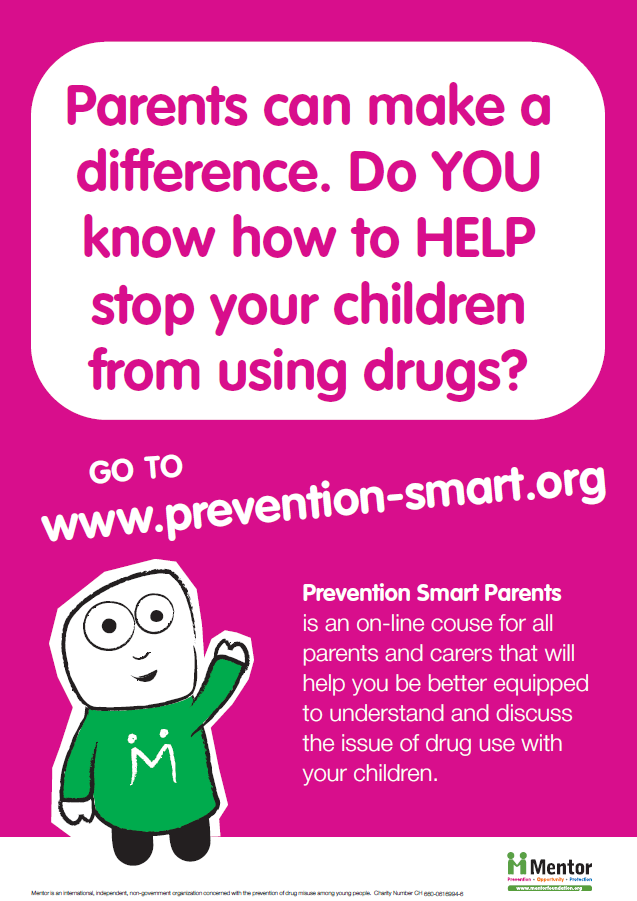 Parents can make a
difference. Do YOU
know how to HELP
stop your children
from using drugs?
GO TO
www.prevention-smart.org
Prevention Smart Parents
is an on-line couse for all
parents and carers that will
help you be better equipped
to understand and discuss
the issue of drug use with
your children.
Mentor
Prevention • Opportunity • Protection
www.mentorfoundation.org
Mentor is an international, independent, non-government organization concerned with the prevention of drug misuse among young people. Charity Number CH 660-0616994-6